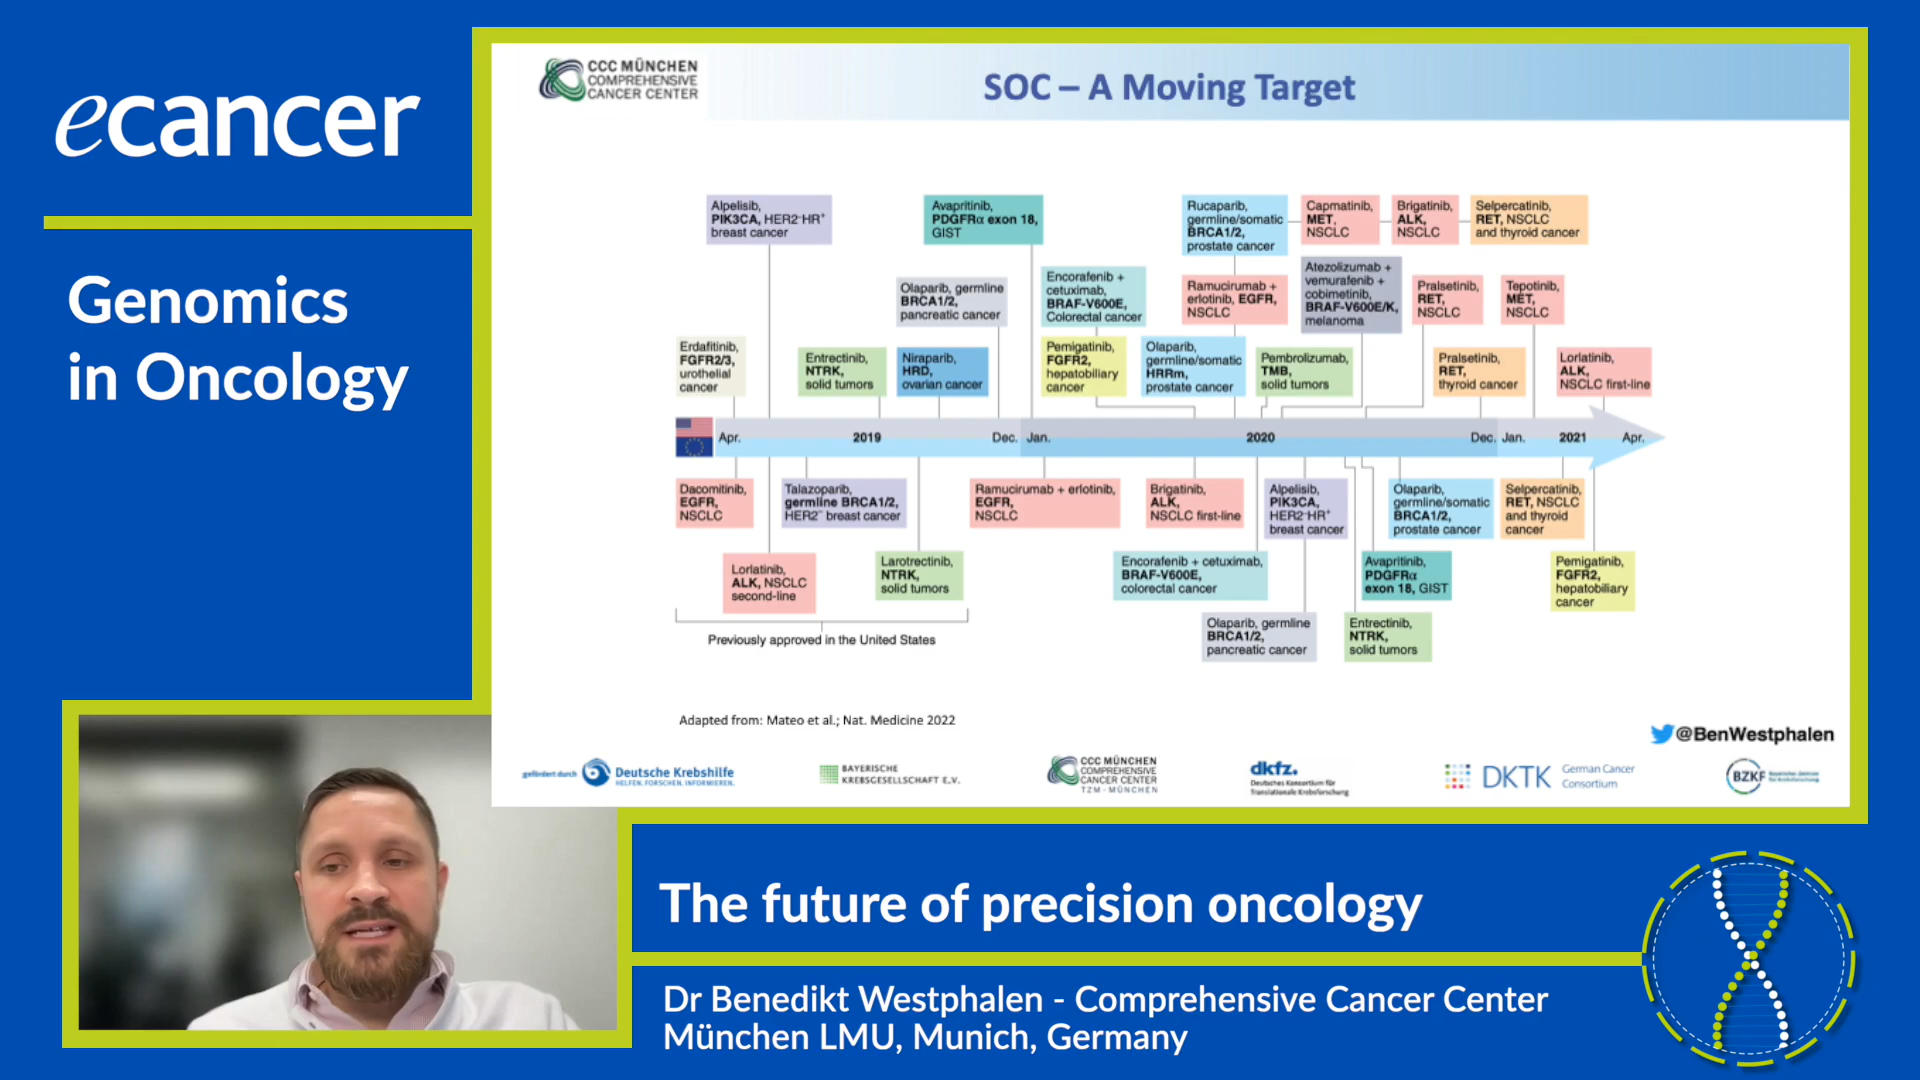 ecancer
Genomics
in Oncology
CCC MÜNCHEN
COMPREHENSIVE
CANCER CENTER
SOC – A Moving Target
Alpelisib,
PIK3CA, HER2⁻HR⁺
breast cancer
Avapritinib,
PDGFRα exon 18,
GIST
Rucaparib,
germline/somatic
BRCA1/2,
prostate cancer
Capmatinib,
MET,
NSCLC
Brigatinib,
ALK,
NSCLC
Selpercatinib,
RET, NSCLC
and thyroid cancer
Olaparib, germline
BRCA1/2,
pancreatic cancer
Encorafenib +
cetuximab,
BRAF-V600E,
Colorectal cancer
Ramucirumab +
erlotinib, EGFR,
NSCLC
Atezolizumab +
vemurafenib +
cobimetinib,
BRAF-V600E/K,
melanoma
Pralsetinib,
RET,
NSCLC
Tepotinib,
MET,
NSCLC
Erdafitinib,
FGFR2/3,
urothelial
cancer
Entrectinib,
NTRK,
solid tumors
Niraparib,
HRD,
ovarian cancer
Pemigatinib,
FGFR2,
hepatobiliary
cancer
Olaparib,
germline/somatic
HRRm,
prostate cancer
Pembrolizumab,
TMB,
solid tumors
Pralsetinib,
RET,
thyroid cancer
Lorlatinib,
ALK,
NSCLC first-line
Apr. 2019 Dec. Jan. 2020 Dec. Jan. 2021 Apr.
Dacomitinib,
EGFR,
NSCLC
Talazoparib,
germline BRCA1/2,
HER2⁻ breast cancer
Ramucirumab + erlotinib,
EGFR,
NSCLC
Brigatinib,
ALK,
NSCLC first-line
Alpelisib,
PIK3CA,
HER2⁻HR⁺
breast cancer
Olaparib,
germline/somatic
BRCA1/2,
prostate cancer
Selpercatinib,
RET, NSCLC
and thyroid
cancer
Lorlatinib,
ALK, NSCLC
second-line
Larotrectinib,
NTRK,
solid tumors
Encorafenib + cetuximab,
BRAF-V600E,
colorectal cancer
Avapritinib,
PDGFRα
exon 18, GIST
Pemigatinib,
FGFR2,
hepatobiliary
cancer
Olaparib, germline
BRCA1/2,
pancreatic cancer
Entrectinib,
NTRK,
solid tumors
Previously approved in the United States
Adapted from: Mateo et al.; Nat. Medicine 2022
@BenWestphalen
gefördert durch
Deutsche Krebshilfe
HELFEN. FORSCHEN. INFORMIEREN.
BAYERISCHE
KREBSGESELLSCHAFT E.V.
CCC MÜNCHEN
COMPREHENSIVE
CANCER CENTER
TZM - MÜNCHEN
dkfz.
Deutsches Konsortium für
Translationale Krebsforschung
DKTK
German Cancer
Consortium
BZKF
The future of precision oncology
Dr Benedikt Westphalen - Comprehensive Cancer Center
München LMU, Munich, Germany